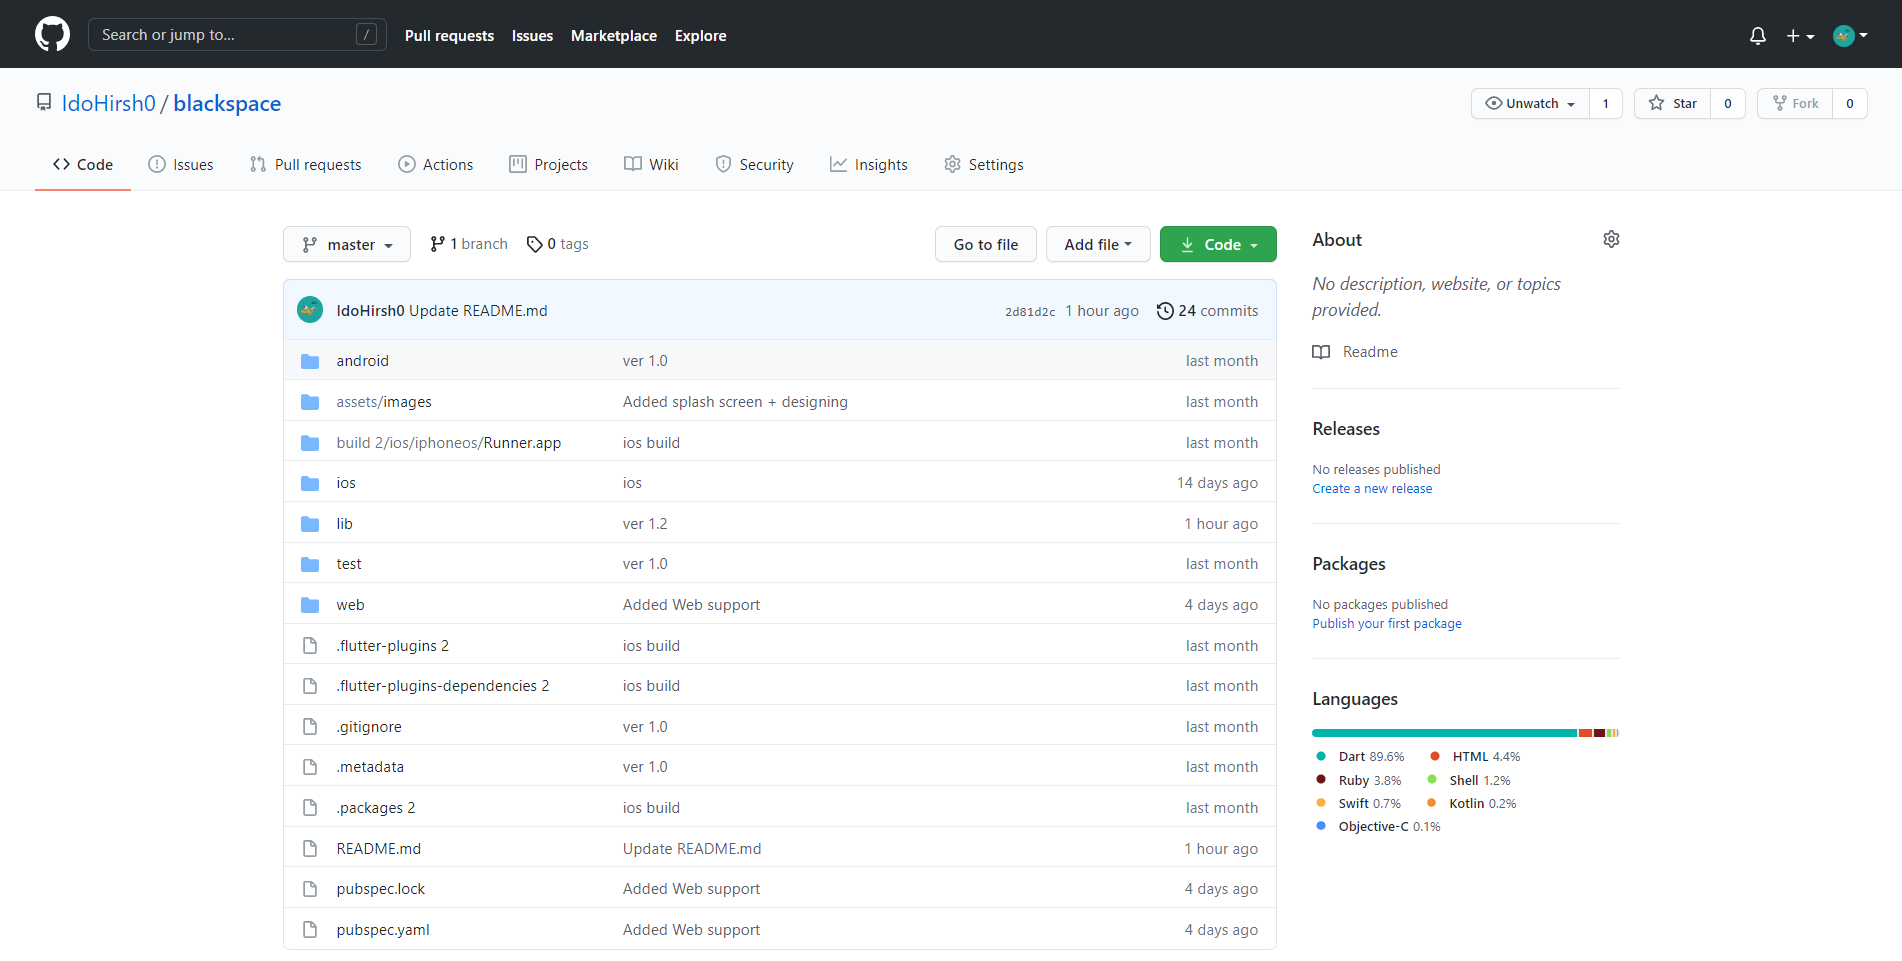 Search or jump to... / Pull requests Issues Marketplace Explore
IdoHirsh0 / blackspace Unwatch 1 Star 0 Fork 0
Code Issues Pull requests Actions Projects Wiki Security Insights Settings
master 1 branch 0 tags Go to file Add file Code
IdoHirsh0 Update README.md 2d81d2c 1 hour ago 24 commits
android ver 1.0 last month
assets/images Added splash screen + designing last month
build 2/ios/iphoneos/Runner.app ios build last month
ios ios 14 days ago
lib ver 1.2 1 hour ago
test ver 1.0 last month
web Added Web support 4 days ago
.flutter-plugins 2 ios build last month
.flutter-plugins-dependencies 2 ios build last month
.gitignore ver 1.0 last month
.metadata ver 1.0 last month
.packages 2 ios build last month
README.md Update README.md 1 hour ago
pubspec.lock Added Web support 4 days ago
pubspec.yaml Added Web support 4 days ago
About
No description, website, or topics
provided.
Readme
Releases
No releases published
Create a new release
Packages
No packages published
Publish your first package
Languages
Dart 89.6% HTML 4.4%
Ruby 3.8% Shell 1.2%
Swift 0.7% Kotlin 0.2%
Objective-C 0.1%